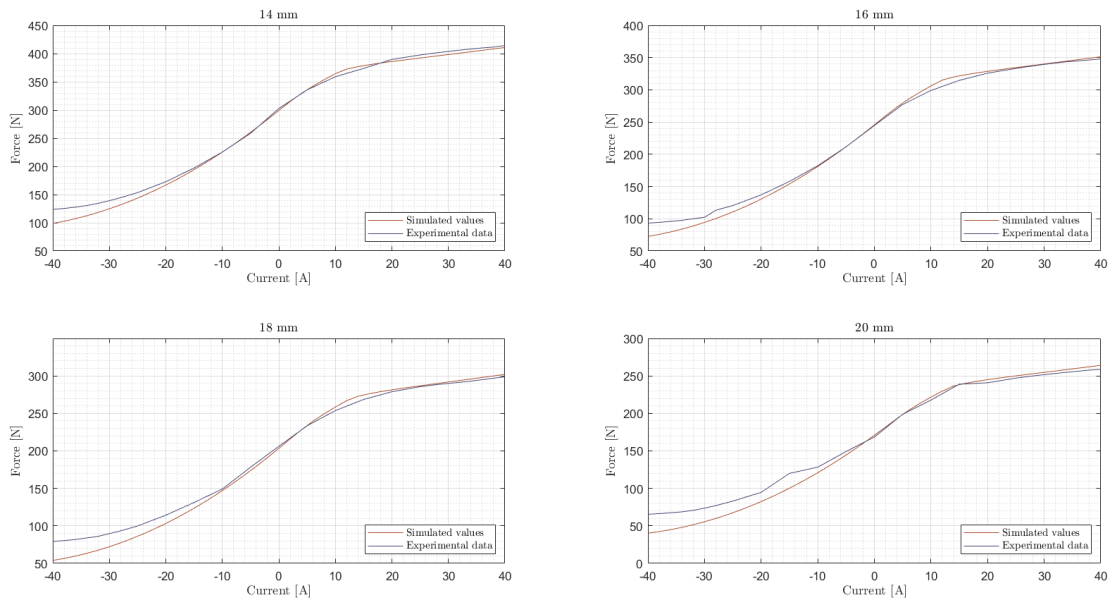 14 mm
450
400
350
300
250
200
150
100
50
Force [N]
-40 -30 -20 -10 0 10 20 30 40
Current [A]
Simulated values
Experimental data
16 mm
400
350
300
250
200
150
100
50
Force [N]
-40 -30 -20 -10 0 10 20 30 40
Current [A]
Simulated values
Experimental data
18 mm
300
250
200
150
100
50
Force [N]
-40 -30 -20 -10 0 10 20 30 40
Current [A]
Simulated values
Experimental data
20 mm
300
250
200
150
100
50
0
Force [N]
-40 -30 -20 -10 0 10 20 30 40
Current [A]
Simulated values
Experimental data